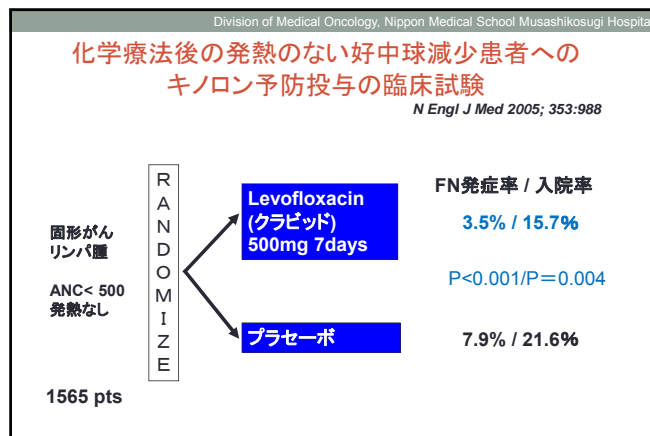 Division of Medical Oncology, Nippon Medical School Musashikosugi Hospita
化学療法後の発熱のない好中球減少患者への
キノロン予防投与の臨床試験
N Engl J Med 2005; 353:988
固形がん
リンパ腫
ANC< 500
発熱なし
1565 pts
R
A
N
D
O
M
I
Z
E
Levofloxacin
(クラビッド)
500mg 7days
プラセーボ
FN発症率 / 入院率
3.5% / 15.7%
P<0.001/P＝0.004
7.9% / 21.6%